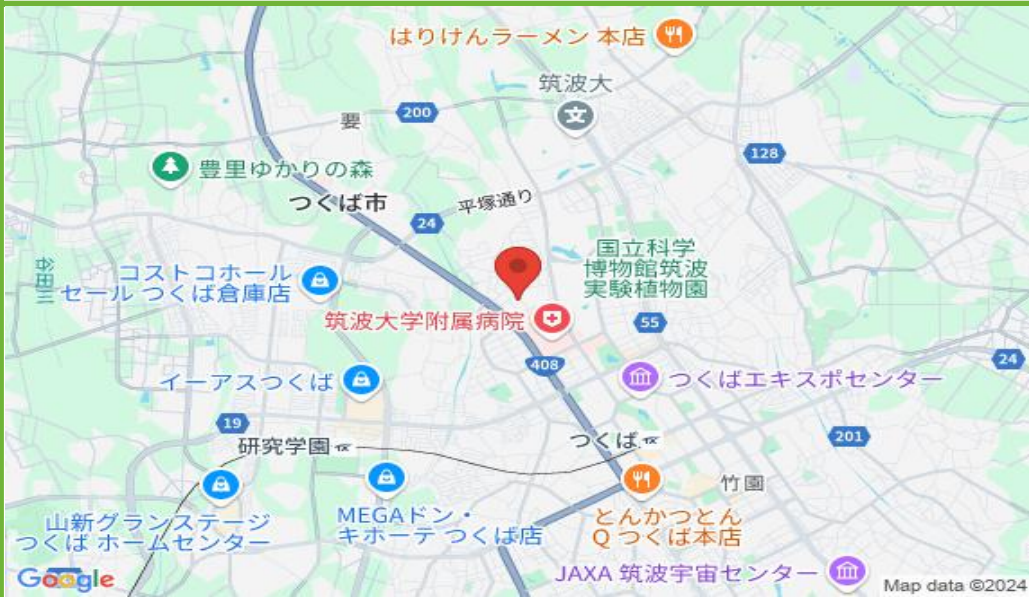 はりけんラーメン 本店
筑波大
200
要
128
豊里ゆかりの森
平塚通り
つくば市
24
国立科学
博物館筑波
実験植物園
谷田川
コストコホール
セール つくば倉庫店
筑波大学附属病院
55
408
24
イーアスつくば
つくばエキスポセンター
19
研究学園
つくば
201
竹園
山新グランステージ
つくば ホームセンター
MEGAドン・
キホーテ つくば店
とんかつとん
Q つくば本店
JAXA 筑波宇宙センター
Google
Map data ©2024